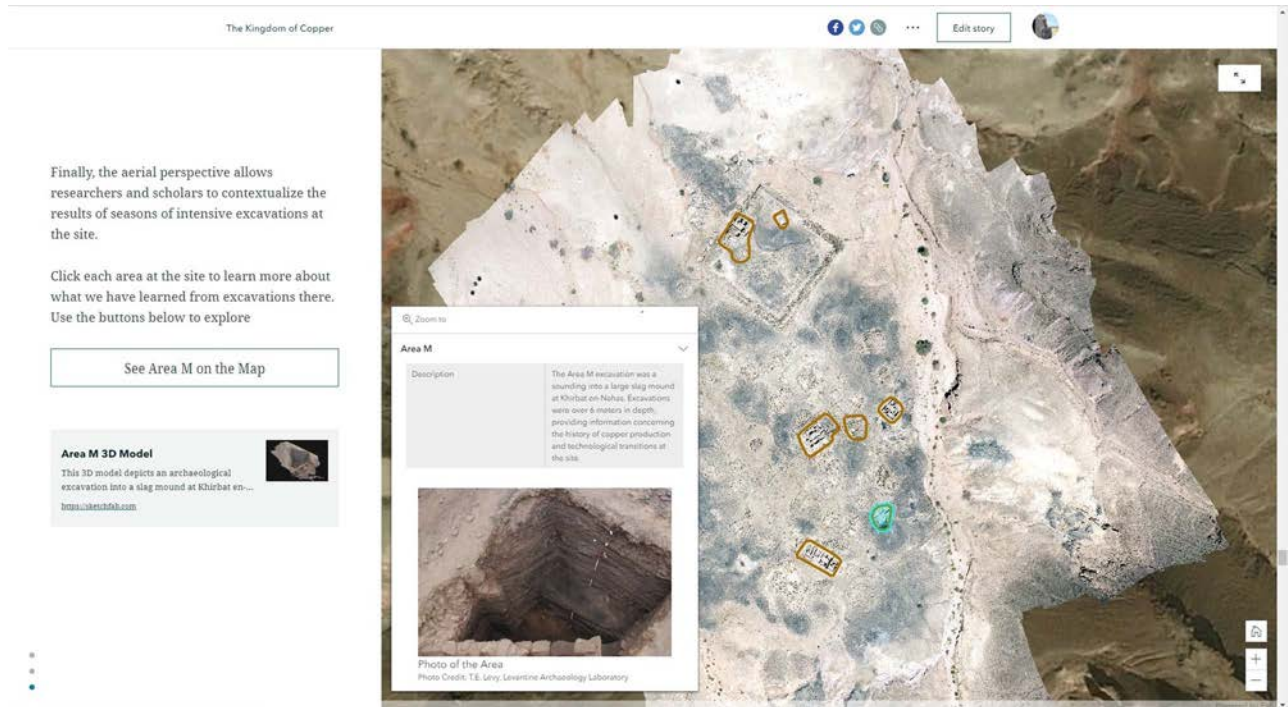 The Kingdom of Copper
Edit story
Finally, the aerial perspective allows
researchers and scholars to contextualize the
results of seasons of intensive excavations at
the site.
Click each area at the site to learn more about
what we have learned from excavations there.
Use the buttons below to explore
See Area M on the Map
Area M 3D Model
This 3D model depicts an archaeological
excavation into a slag mound at Khirbat en-...
https://sketchfab.com
Zoom to
Area M
Description
The Area M excavation was a
sounding into a large slag mound
at Khirbat en-Nahas. Excavations
were over 6 meters in depth,
providing information concerning
the history of copper production
and technological transitions at
the site.
Photo of the Area
Photo Credit: T.E. Levy, Levantine Archaeology Laboratory